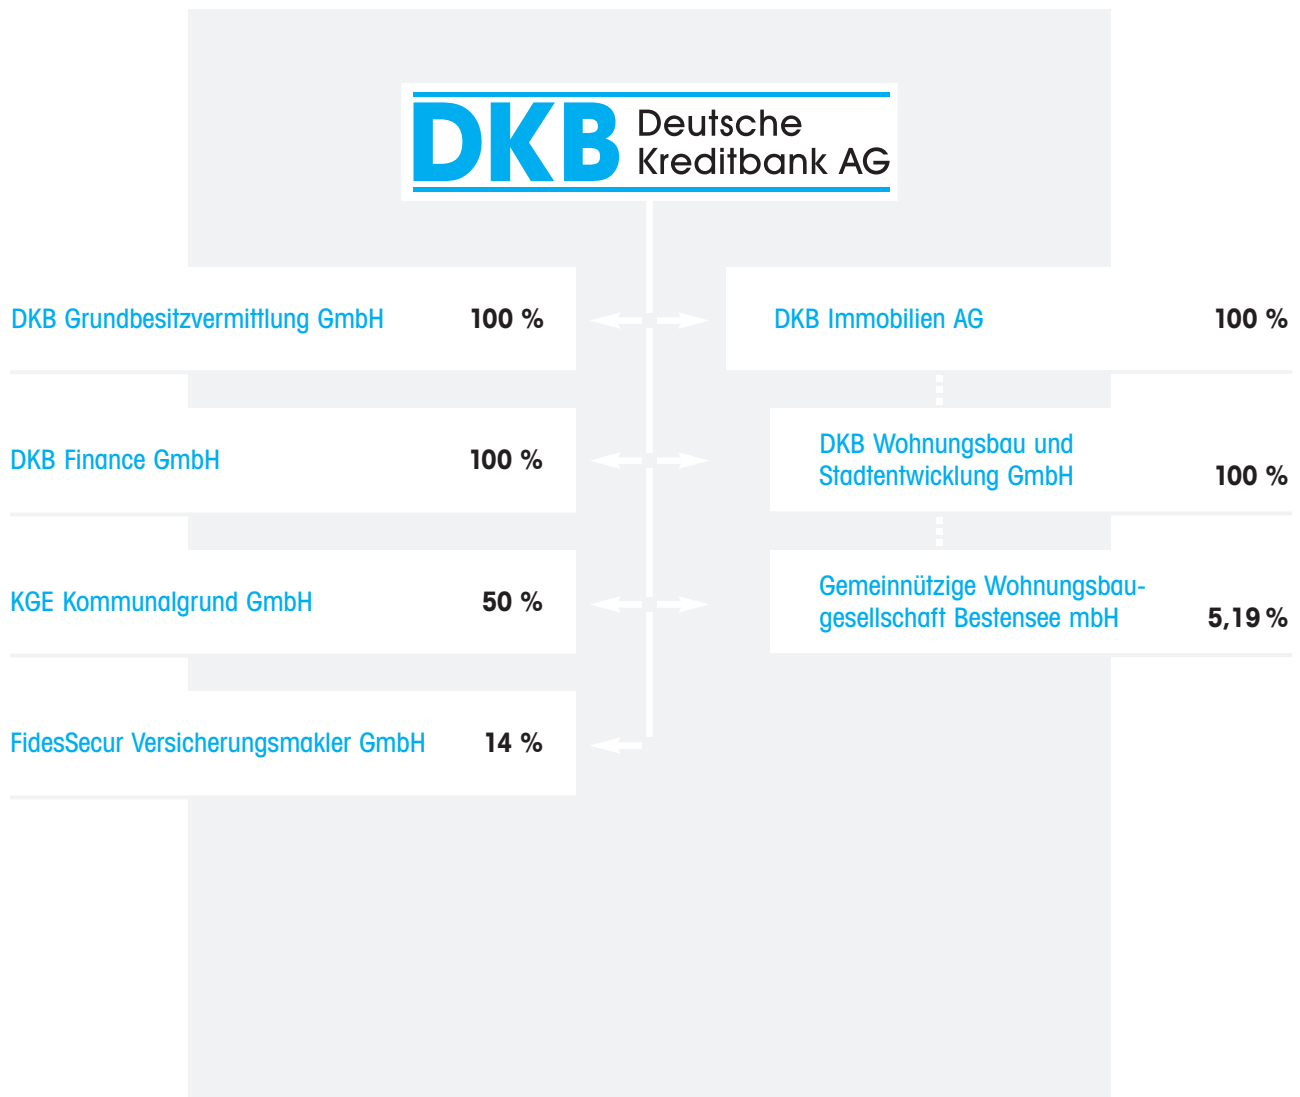 DKB Deutsche
Kreditbank AG
DKB Grundbesitzvermittlung GmbH 100 %
DKB Immobilien AG 100 %
DKB Finance GmbH 100 %
DKB Wohnungsbau und
Stadtentwicklung GmbH 100 %
KGE Kommunalgrund GmbH 50 %
Gemeinnützige Wohnungsbau-
gesellschaft Bestensee mbH 5,19 %
FidesSecur Versicherungsmakler GmbH 14 %